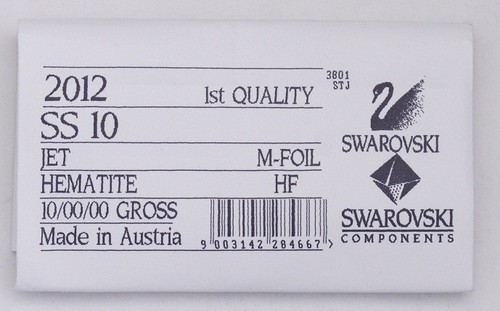 2012 1st QUALITY
3801
STJ
SS 10
JET M-FOIL
HEMATITE HF
10/00/00 GROSS
Made in Austria
9 003142 284667 >
SWAROVSKI
SWAROVSKI
COMPONENTS